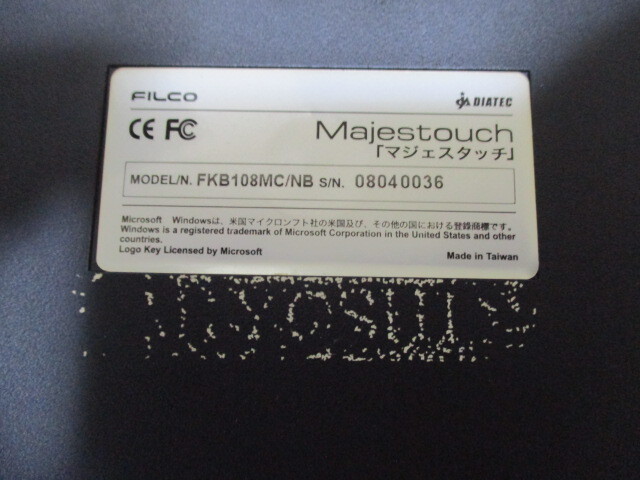 FILCO
DIATEC
CE FC
Majestouch
「マジェスタッチ」
MODEL/N. FKB108MC/NB S/N. 08040036
Microsoft Windowsは、米国マイクロソフト社の米国及び、その他の国における登録商標です。
Windows is a registered trademark of Microsoft Corporation in the United States and other
countries.
Logo Key Licensed by Microsoft
Made in Taiwan